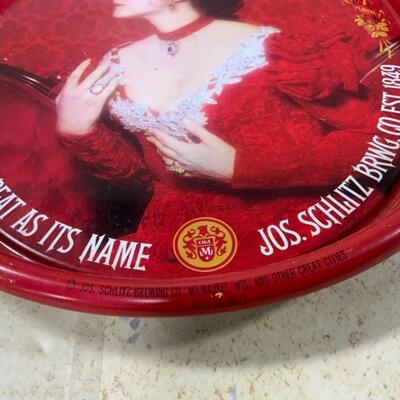 EAT AS ITS NAME
JOS. SCHLITZ BRWG. CO EST. 1849
Old
M
© JOS. SCHLITZ BREWING CO. MILWAUKEE, WIS. AND OTHER GREAT CITIES